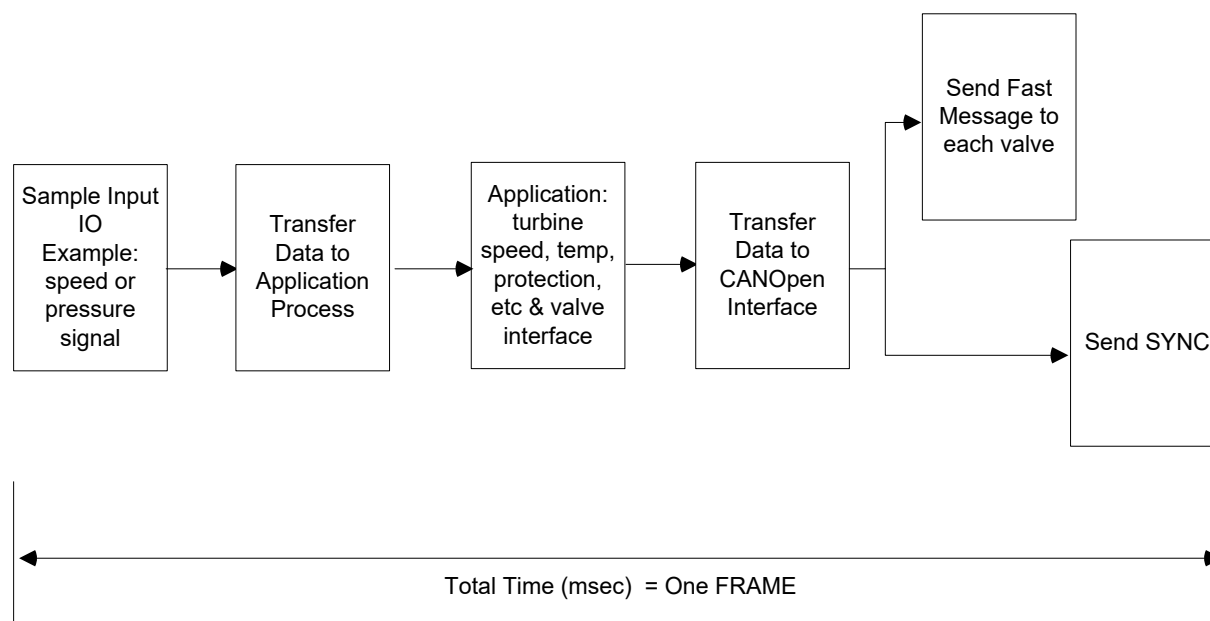 Sample Input
IO
Example:
speed or
pressure
signal
Transfer
Data to
Application
Process
Application:
turbine
speed, temp,
protection,
etc & valve
interface
Transfer
Data to
CANOpen
Interface
Send Fast
Message to
each valve
Send SYNC
Total Time (msec)  = One FRAME